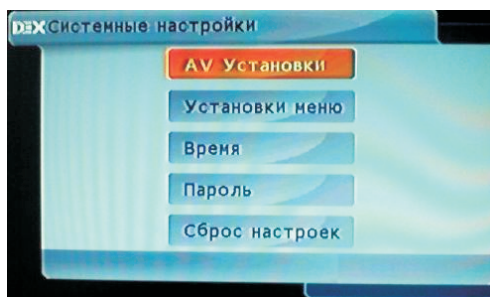 DEX Системные настройки
AV Установки
Установки меню
Время
Пароль
Сброс настроек